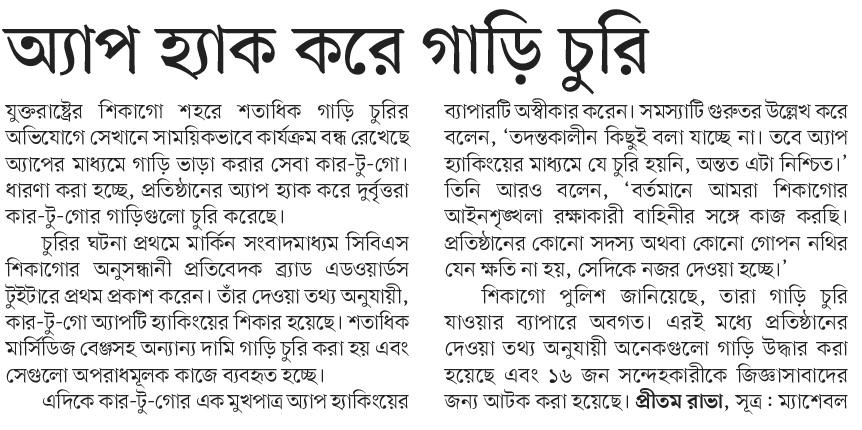 অ্যাপ হ্যাক করে গাড়ি চুরি
যুক্তরাষ্ট্রের শিকাগো শহরে শতাধিক গাড়ি চুরির
অভিযোগে সেখানে সাময়িকভাবে কার্যক্রম বন্ধ রেখেছে
অ্যাপের মাধ্যমে গাড়ি ভাড়া করার সেবা কার-টু-গো।
ধারণা করা হচ্ছে, প্রতিষ্ঠানের অ্যাপ হ্যাক করে দুর্বৃত্তরা
কার-টু-গোর গাড়িগুলো চুরি করেছে।
চুরির ঘটনা প্রথমে মার্কিন সংবাদমাধ্যম সিবিএস
শিকাগোর অনুসন্ধানী প্রতিবেদক ব্র্যাড এডওয়ার্ডস
টুইটারে প্রথম প্রকাশ করেন। তাঁর দেওয়া তথ্য অনুযায়ী,
কার-টু-গো অ্যাপটি হ্যাকিংয়ের শিকার হয়েছে। শতাধিক
মার্সিডিজ বেঞ্জসহ অন্যান্য দামি গাড়ি চুরি করা হয় এবং
সেগুলো অপরাধমূলক কাজে ব্যবহৃত হচ্ছে।
এদিকে কার-টু-গোর এক মুখপাত্র অ্যাপ হ্যাকিংয়ের
ব্যাপারটি অস্বীকার করেন। সমস্যাটি গুরুতর উল্লেখ করে
বলেন, ‘তদন্তকালীন কিছুই বলা যাচ্ছে না। তবে অ্যাপ
হ্যাকিংয়ের মাধ্যমে যে চুরি হয়নি, অন্তত এটা নিশ্চিত।’
তিনি আরও বলেন, ‘বর্তমানে আমরা শিকাগোর
আইনশৃঙ্খলা রক্ষাকারী বাহিনীর সঙ্গে কাজ করছি।
প্রতিষ্ঠানের কোনো সদস্য অথবা কোনো গোপন নথির
যেন ক্ষতি না হয়, সেদিকে নজর দেওয়া হচ্ছে।’
শিকাগো পুলিশ জানিয়েছে, তারা গাড়ি চুরি
যাওয়ার ব্যাপারে অবগত। এরই মধ্যে প্রতিষ্ঠানের
দেওয়া তথ্য অনুযায়ী অনেকগুলো গাড়ি উদ্ধার করা
হয়েছে এবং ১৬ জন সন্দেহকারীকে জিজ্ঞাসাবাদের
জন্য আটক করা হয়েছে। প্রীতম রাভা, সূত্র : ম্যাশেবল